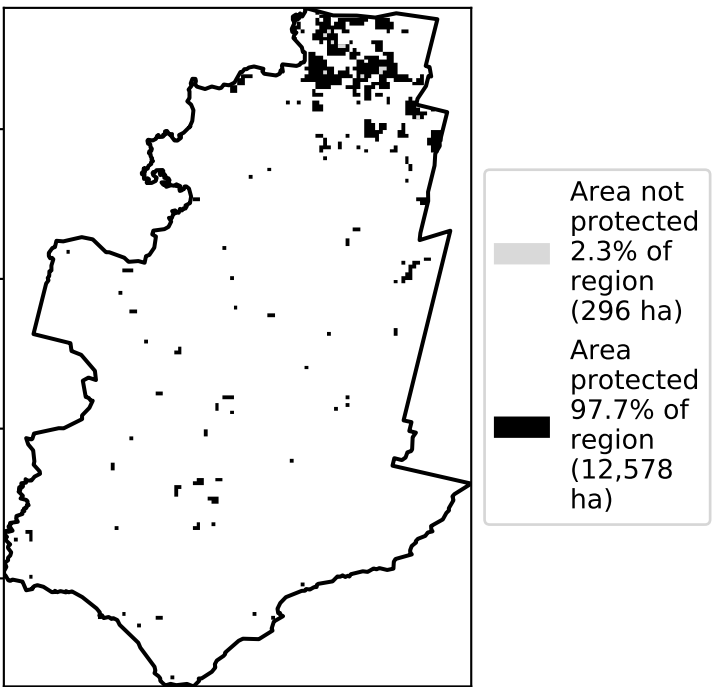 Area not
protected
2.3% of
region
(296 ha)
Area
protected
97.7% of
region
(12,578
ha)